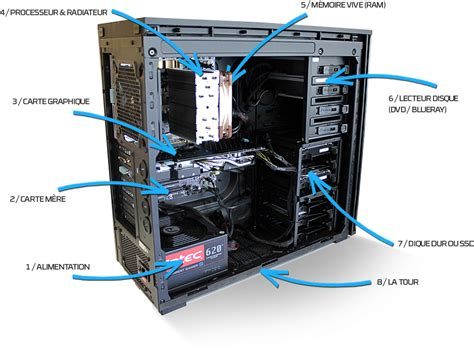 4 / PROCESSEUR & RADIATEUR
5 / MÉMOIRE VIVE (RAM)
3 / CARTE GRAPHIQUE
6 / LECTEUR DISQUE
(DVD / BLUERAY)
2 / CARTE MÈRE
7 / DIQUE DUR OU SSC
1 / ALIMENTATION
8 / LA TOUR
620